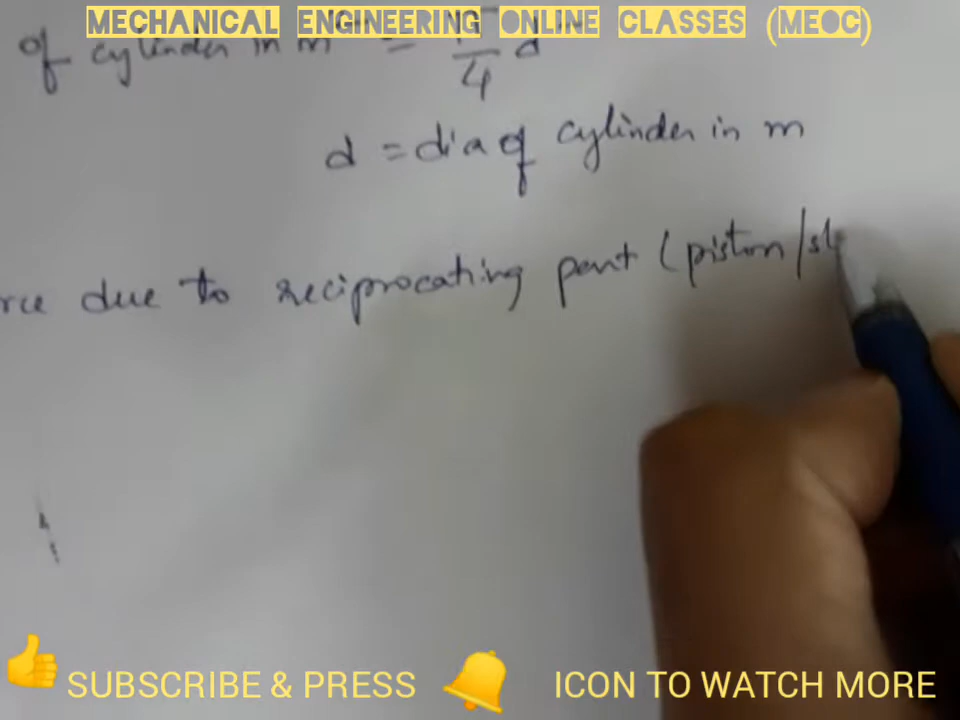 MECHANICAL ENGINEERING ONLINE CLASSES (MEOC)
of cylinder in m = π/4 d
d = dia of cylinder in m
rce due to reciprocating part (piston/sl
SUBSCRIBE & PRESS ICON TO WATCH MORE